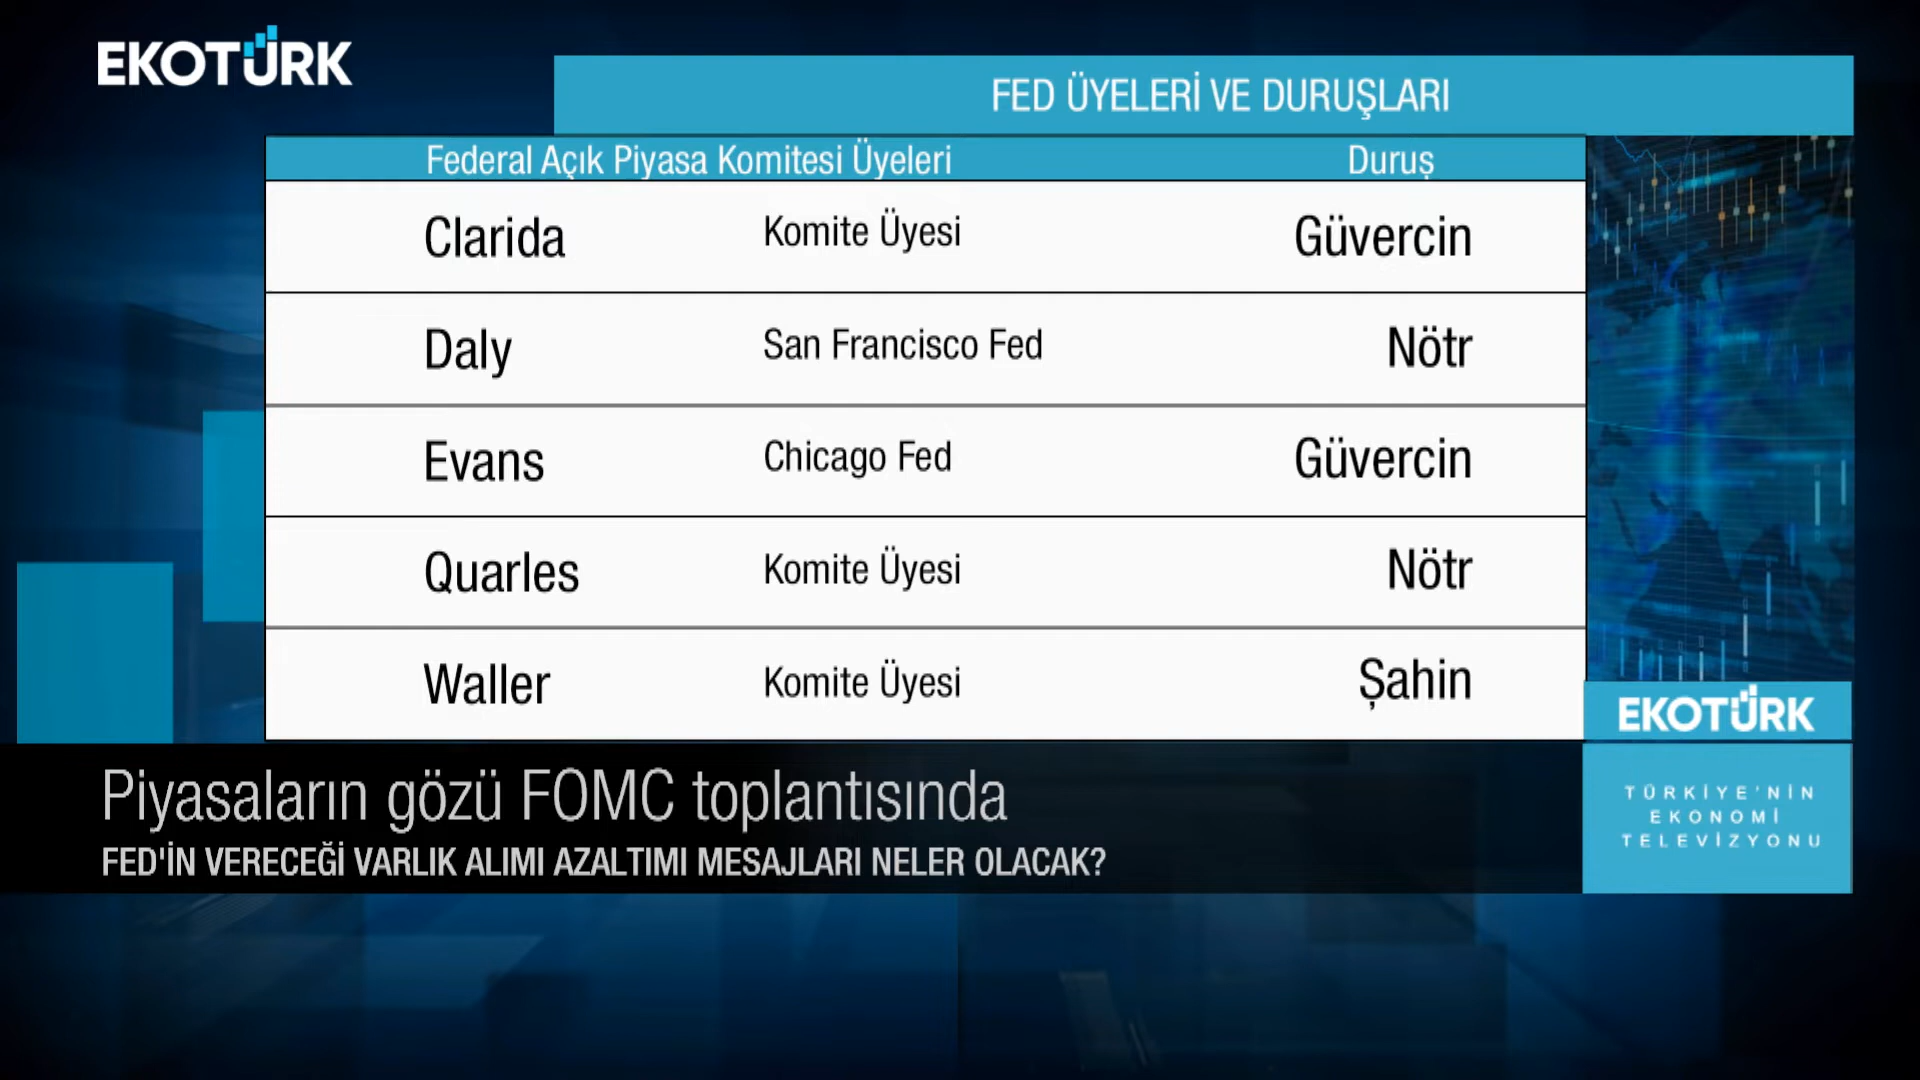 EKOTÜRK
FED ÜYELERİ VE DURUŞLARI
Federal Açık Piyasa Komitesi Üyeleri Duruş
Clarida Komite Üyesi Güvercin
Daly San Francisco Fed Nötr
Evans Chicago Fed Güvercin
Quarles Komite Üyesi Nötr
Waller Komite Üyesi Şahin
EKOTÜRK
Piyasaların gözü FOMC toplantısında
FED'İN VERECEĞİ VARLIK ALIMI AZALTIMI MESAJLARI NELER OLACAK?
TÜRKİYE'NİN
EKONOMİ
TELEVİZYONU